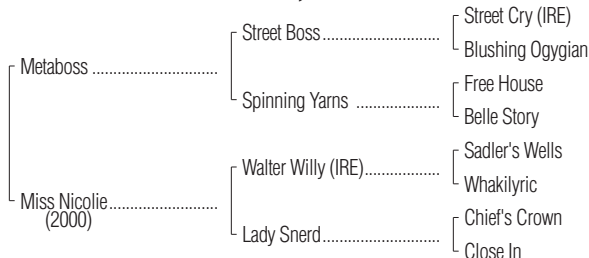 Street Cry (IRE)
Street Boss
Blushing Ogygian
Metaboss
Free House
Spinning Yarns
Belle Story
Sadler's Wells
Walter Willy (IRE)
Whakilyric
Miss Nicolie
(2000)
Chief's Crown
Lady Snerd
Close In